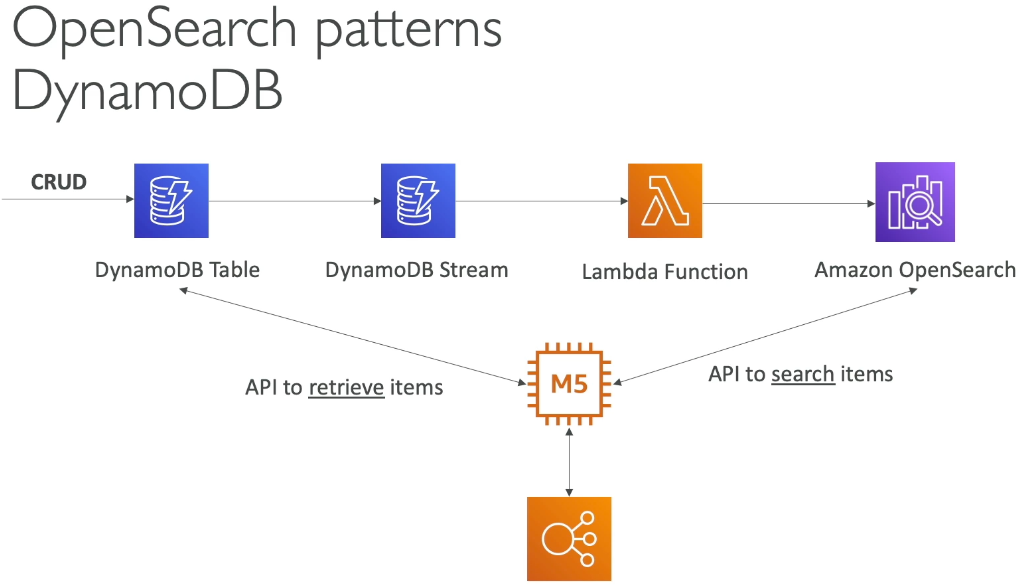 OpenSearch patterns
DynamoDB
CRUD
DynamoDB Table
DynamoDB Stream
Lambda Function
Amazon OpenSearch
API to retrieve items
M5
API to search items